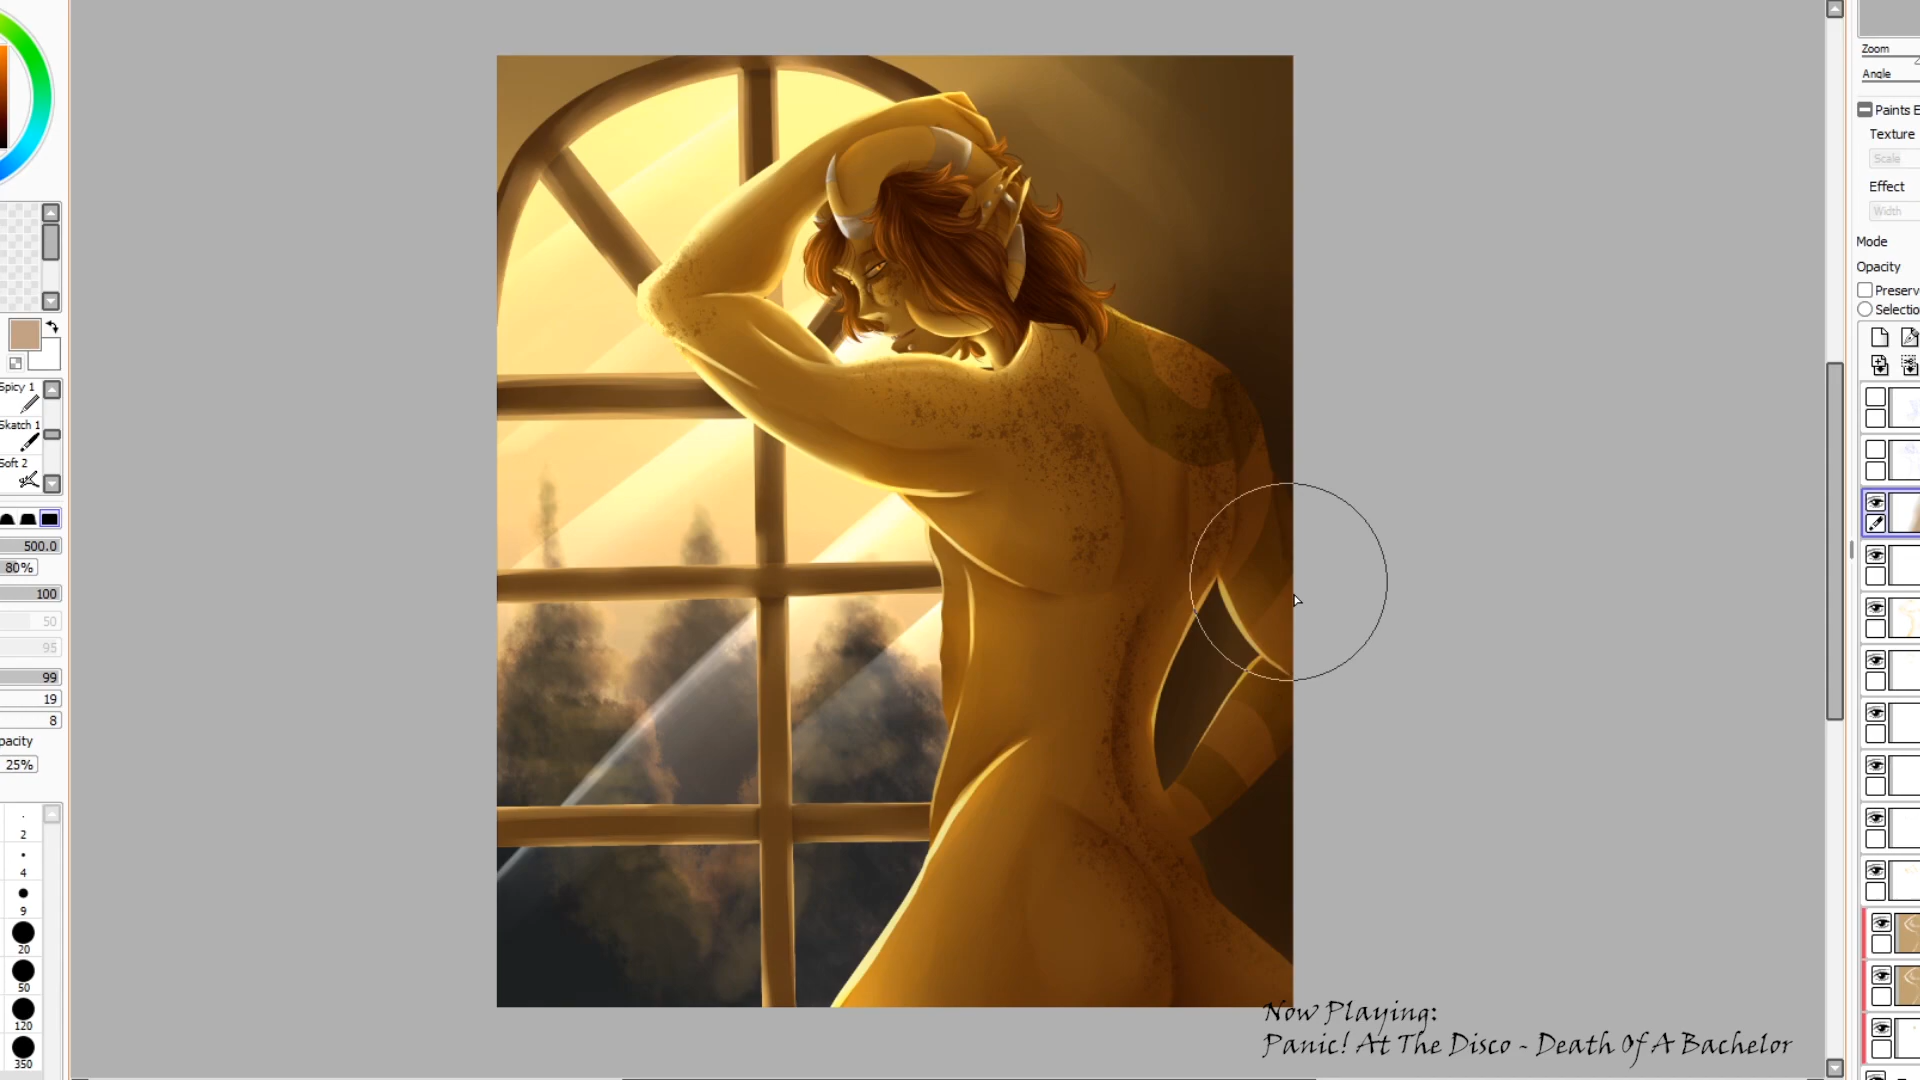 Spicy 1
Skatch 1
Soft 2
500.0
80%
100
50
95
99
19
8
pacity
25%
2
4
9
20
50
120
350
Zoom
Angle
Paints E
Texture
Scale
Effect
Width
Mode
Opacity
Preserv
Selectio
Now Playing:
Panic! At The Disco - Death Of A Bachelor